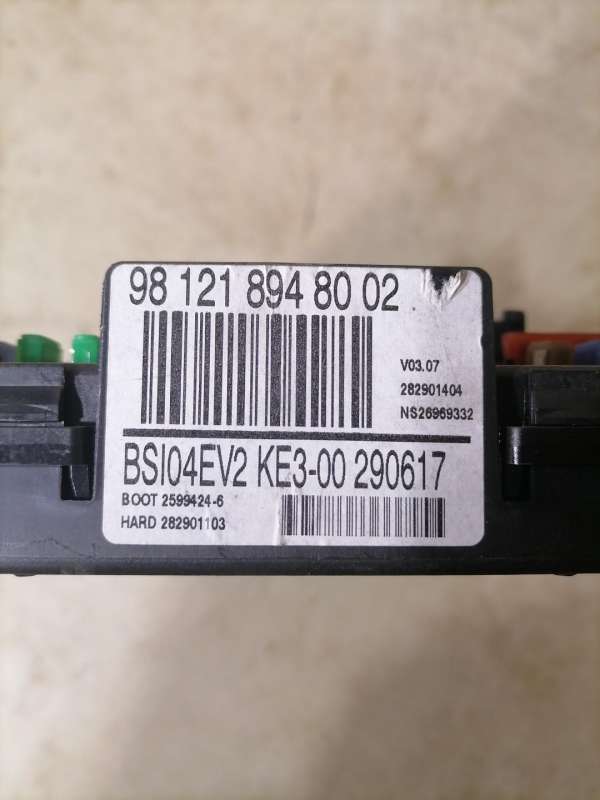 98 121 894 80 02
V03.07
282901404
NS26969332
BSI04EV2 KE3-00 290617
BOOT 2599424-6
HARD 282901103